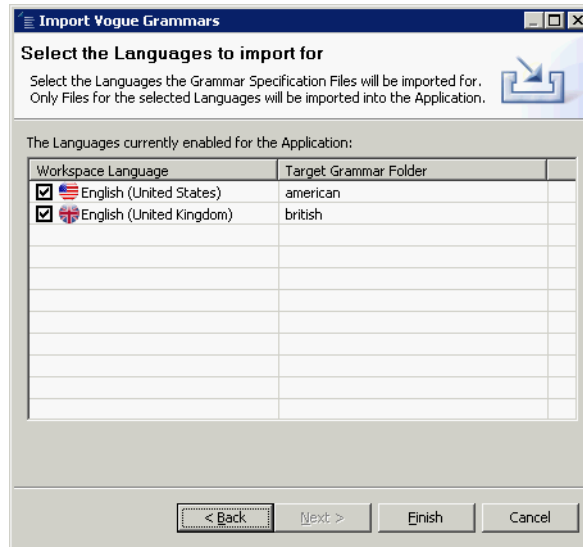 Import Vogue Grammars
Select the Languages to import for
Select the Languages the Grammar Specification Files will be imported for.
Only Files for the selected Languages will be imported into the Application.
The Languages currently enabled for the Application:
Workspace Language Target Grammar Folder
English (United States) american
English (United Kingdom) british
< Back Next > Finish Cancel